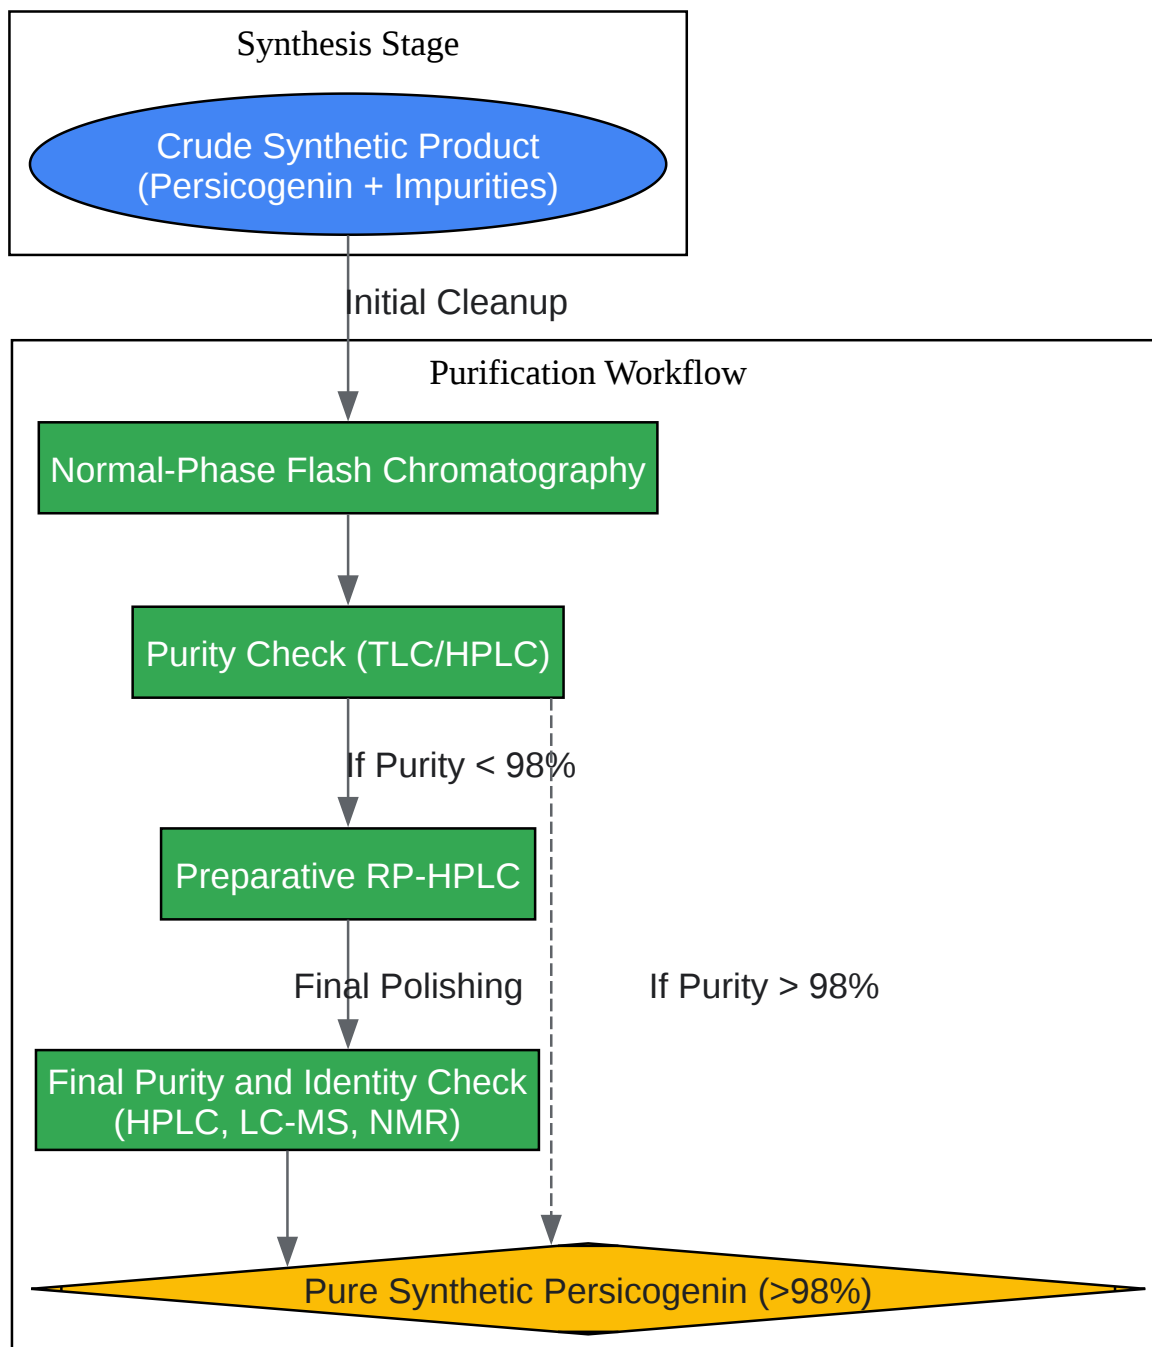 Synthesis Stage
Crude Synthetic Product
(Persicogenin + Impurities)
Initial Cleanup
Purification Workflow
Normal-Phase Flash Chromatography
Purity Check (TLC/HPLC)
If Purity < 98%
Preparative RP-HPLC
Final Polishing
If Purity > 98%
Final Purity and Identity Check
(HPLC, LC-MS, NMR)
Pure Synthetic Persicogenin (>98%)